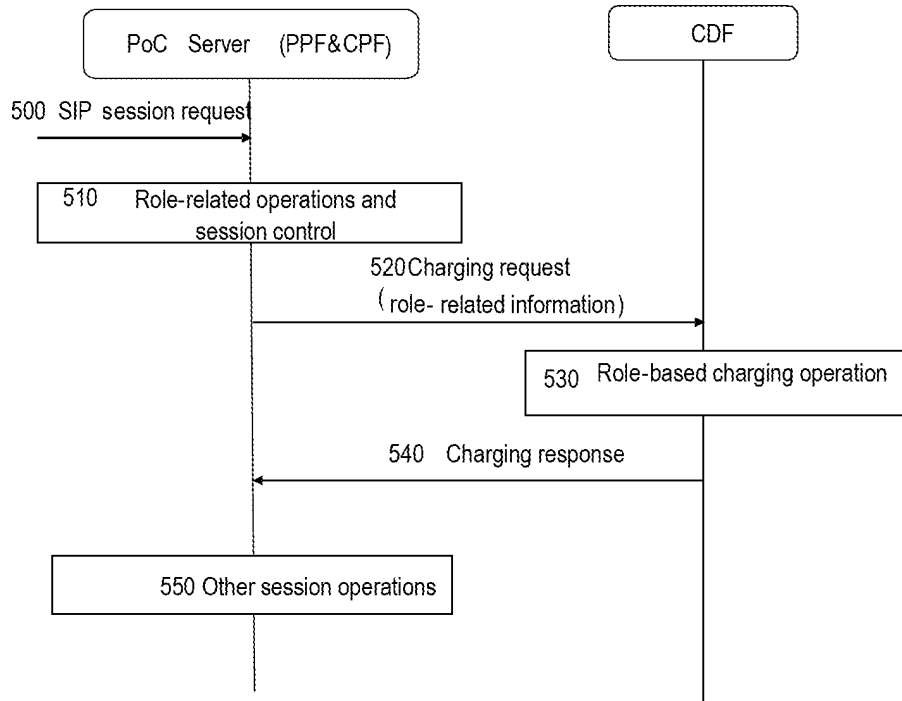 PoC Server (PPF&CPF)
CDF
500 SIP session request
510 Role-related operations and
session control
520Charging request
(role- related information)
530 Role-based charging operation
540 Charging response
550 Other session operations